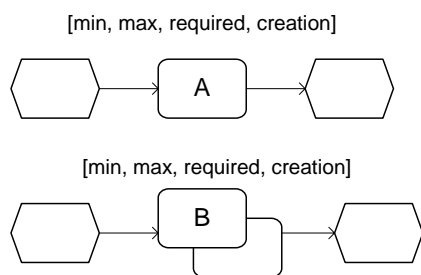 [min, max, required, creation]
A
[min, max, required, creation]
B